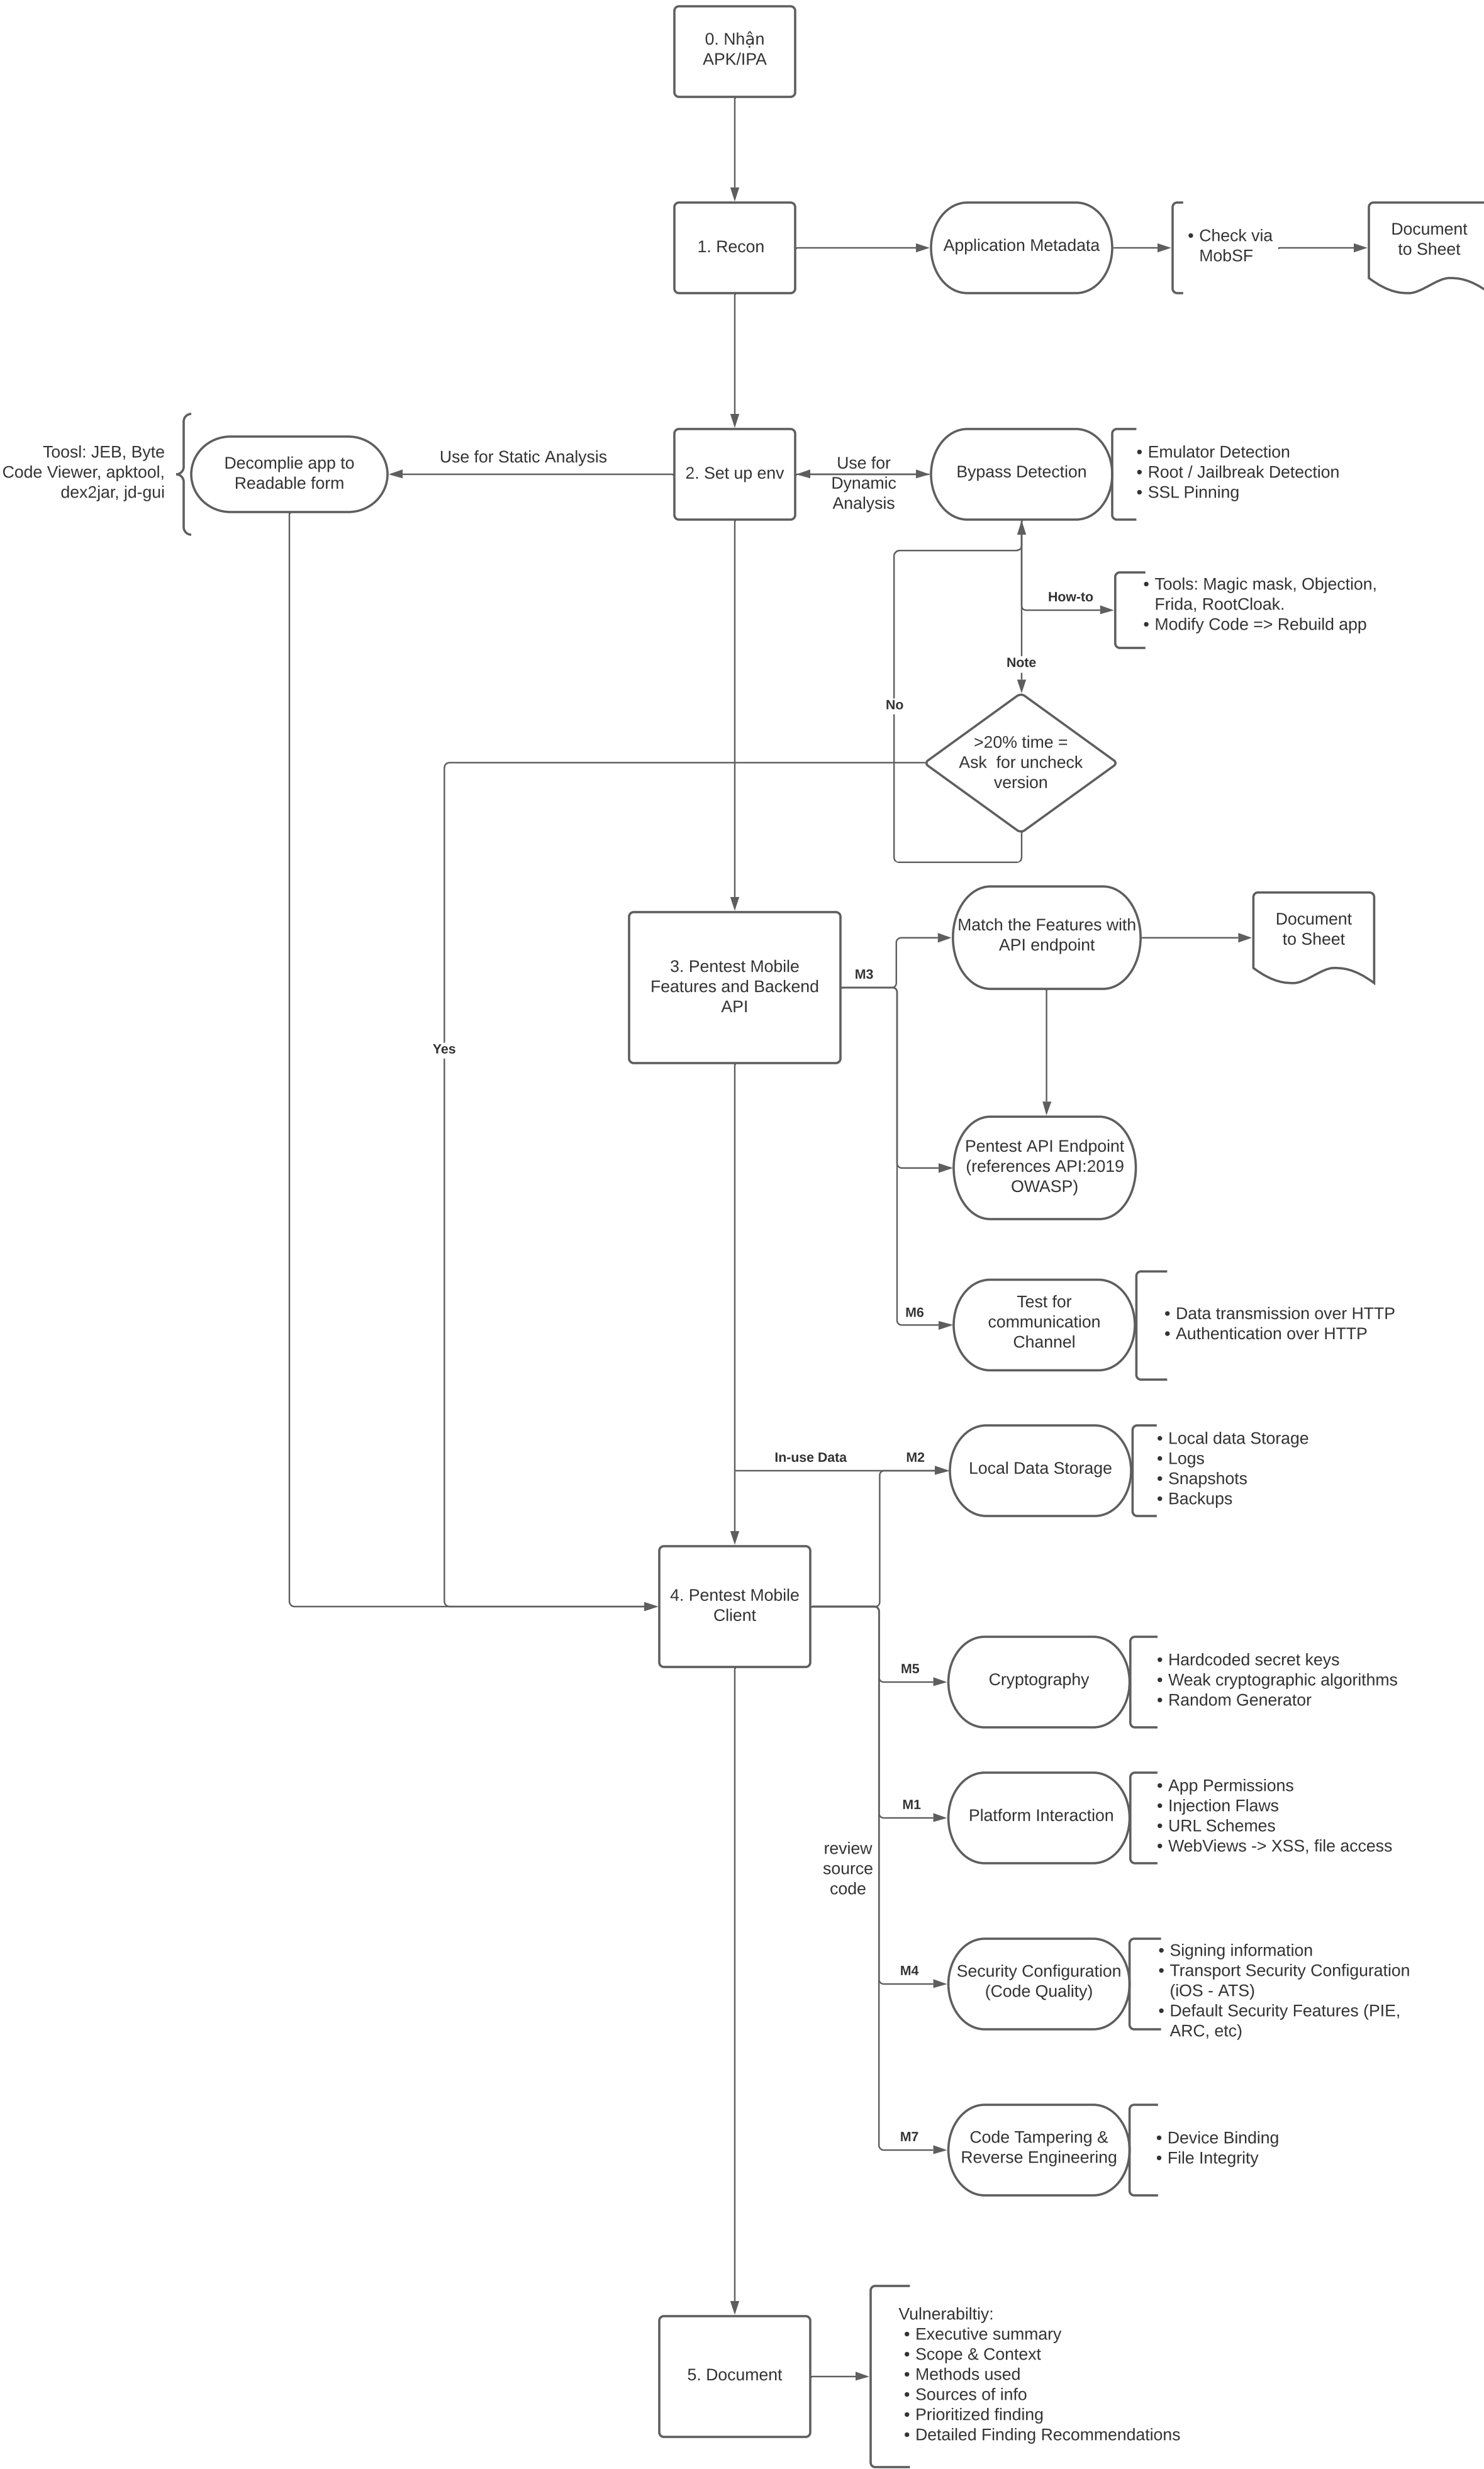 0. Nhận
APK/IPA
1. Recon
Application Metadata
• Check via
MobSF
Document
to Sheet
Toosl: JEB, Byte
Code Viewer, apktool,
dex2jar, jd-gui
Decomplie app to
Readable form
Use for Static Analysis
2. Set up env
Use for
Dynamic
Analysis
Bypass Detection
• Emulator Detection
• Root / Jailbreak Detection
• SSL Pinning
How-to
• Tools: Magic mask, Objection,
Frida, RootCloak.
• Modify Code => Rebuild app
Note
No
>20% time =
Ask  for uncheck
version
Yes
3. Pentest Mobile
Features and Backend
API
M3
Match the Features with
API endpoint
Document
to Sheet
Pentest API Endpoint
(references API:2019
OWASP)
M6
Test for
communication
Channel
• Data transmission over HTTP
• Authentication over HTTP
In-use Data
M2
Local Data Storage
• Local data Storage
• Logs
• Snapshots
• Backups
4. Pentest Mobile
Client
M5
Cryptography
• Hardcoded secret keys
• Weak cryptographic algorithms
• Random Generator
M1
Platform Interaction
• App Permissions
• Injection Flaws
• URL Schemes
• WebViews -> XSS, file access
review
source
code
M4
Security Configuration
(Code Quality)
• Signing information
• Transport Security Configuration
(iOS - ATS)
• Default Security Features (PIE,
ARC, etc)
M7
Code Tampering &
Reverse Engineering
• Device Binding
• File Integrity
5. Document
Vulnerabiltiy:
• Executive summary
• Scope & Context
• Methods used
• Sources of info
• Prioritized finding
• Detailed Finding Recommendations